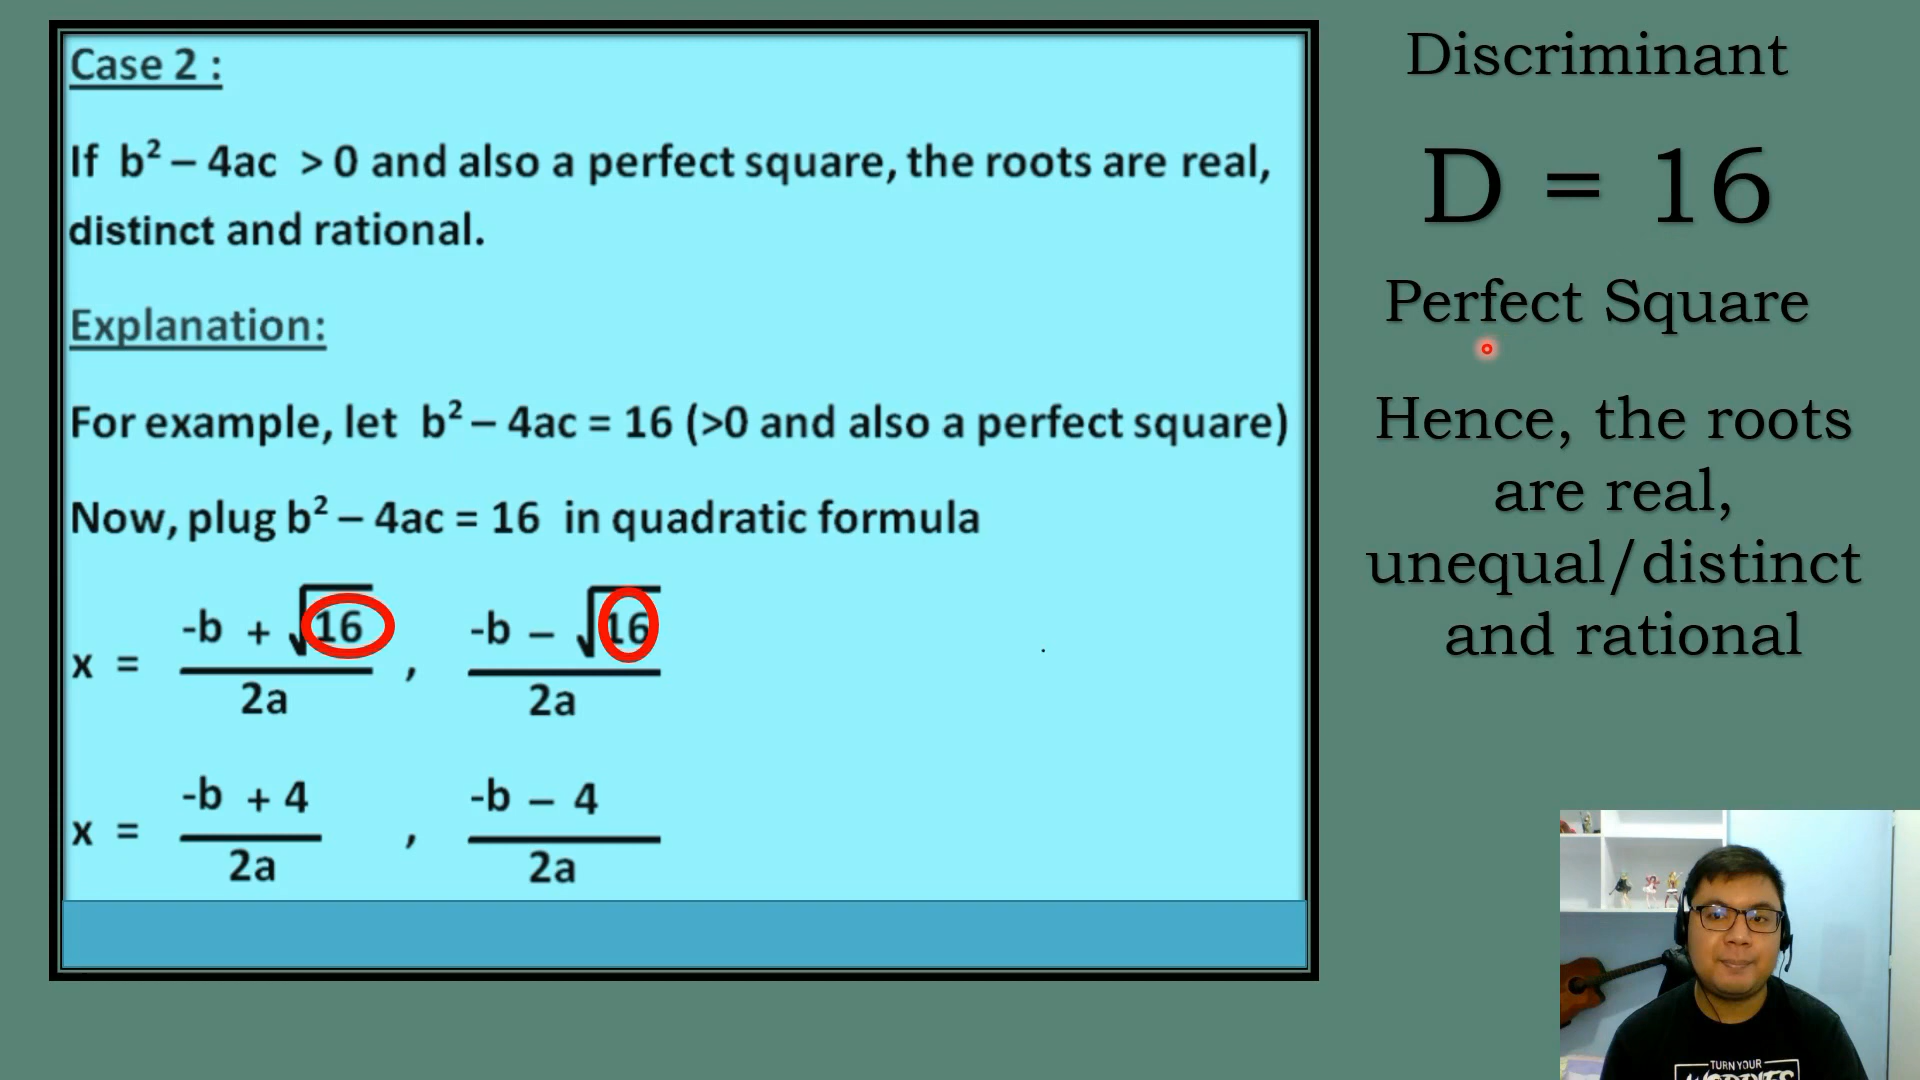 Case 2 :
If b² – 4ac > 0 and also a perfect square, the roots are real,
distinct and rational.
Explanation:
For example, let b² – 4ac = 16 (>0 and also a perfect square)
Now, plug b² – 4ac = 16 in quadratic formula
x = (-b + √16)/2a , (-b – √16)/2a
x = (-b + 4)/2a , (-b – 4)/2a
Discriminant
D = 16
Perfect Square
Hence, the roots
are real,
unequal/distinct
and rational
TURN YOUR